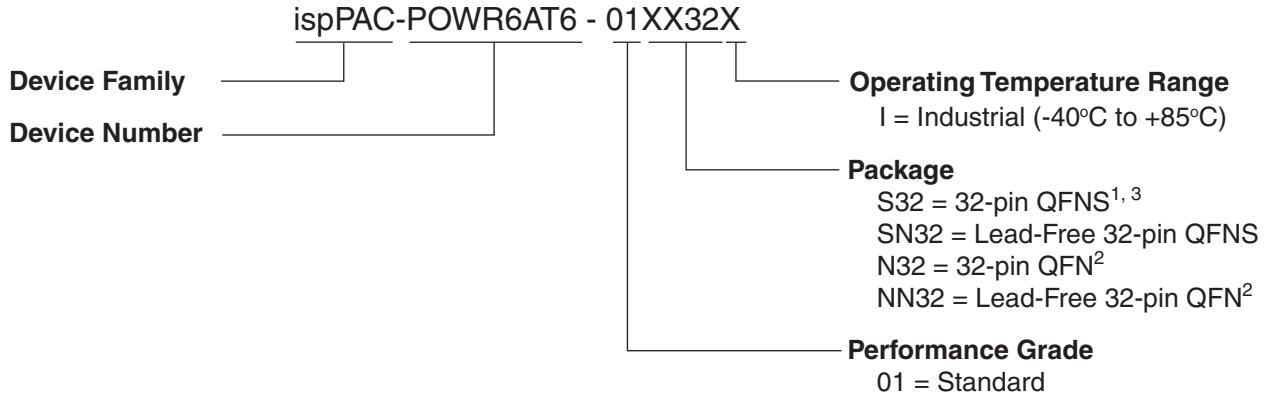 ispPAC-POWR6AT6 - 01XX32X
Device Family
Device Number
Operating Temperature Range
I = Industrial (-40°C to +85°C)
Package
S32 = 32-pin QFNS1, 3
SN32 = Lead-Free 32-pin QFNS
N32 = 32-pin QFN2
NN32 = Lead-Free 32-pin QFN2
Performance Grade
01 = Standard